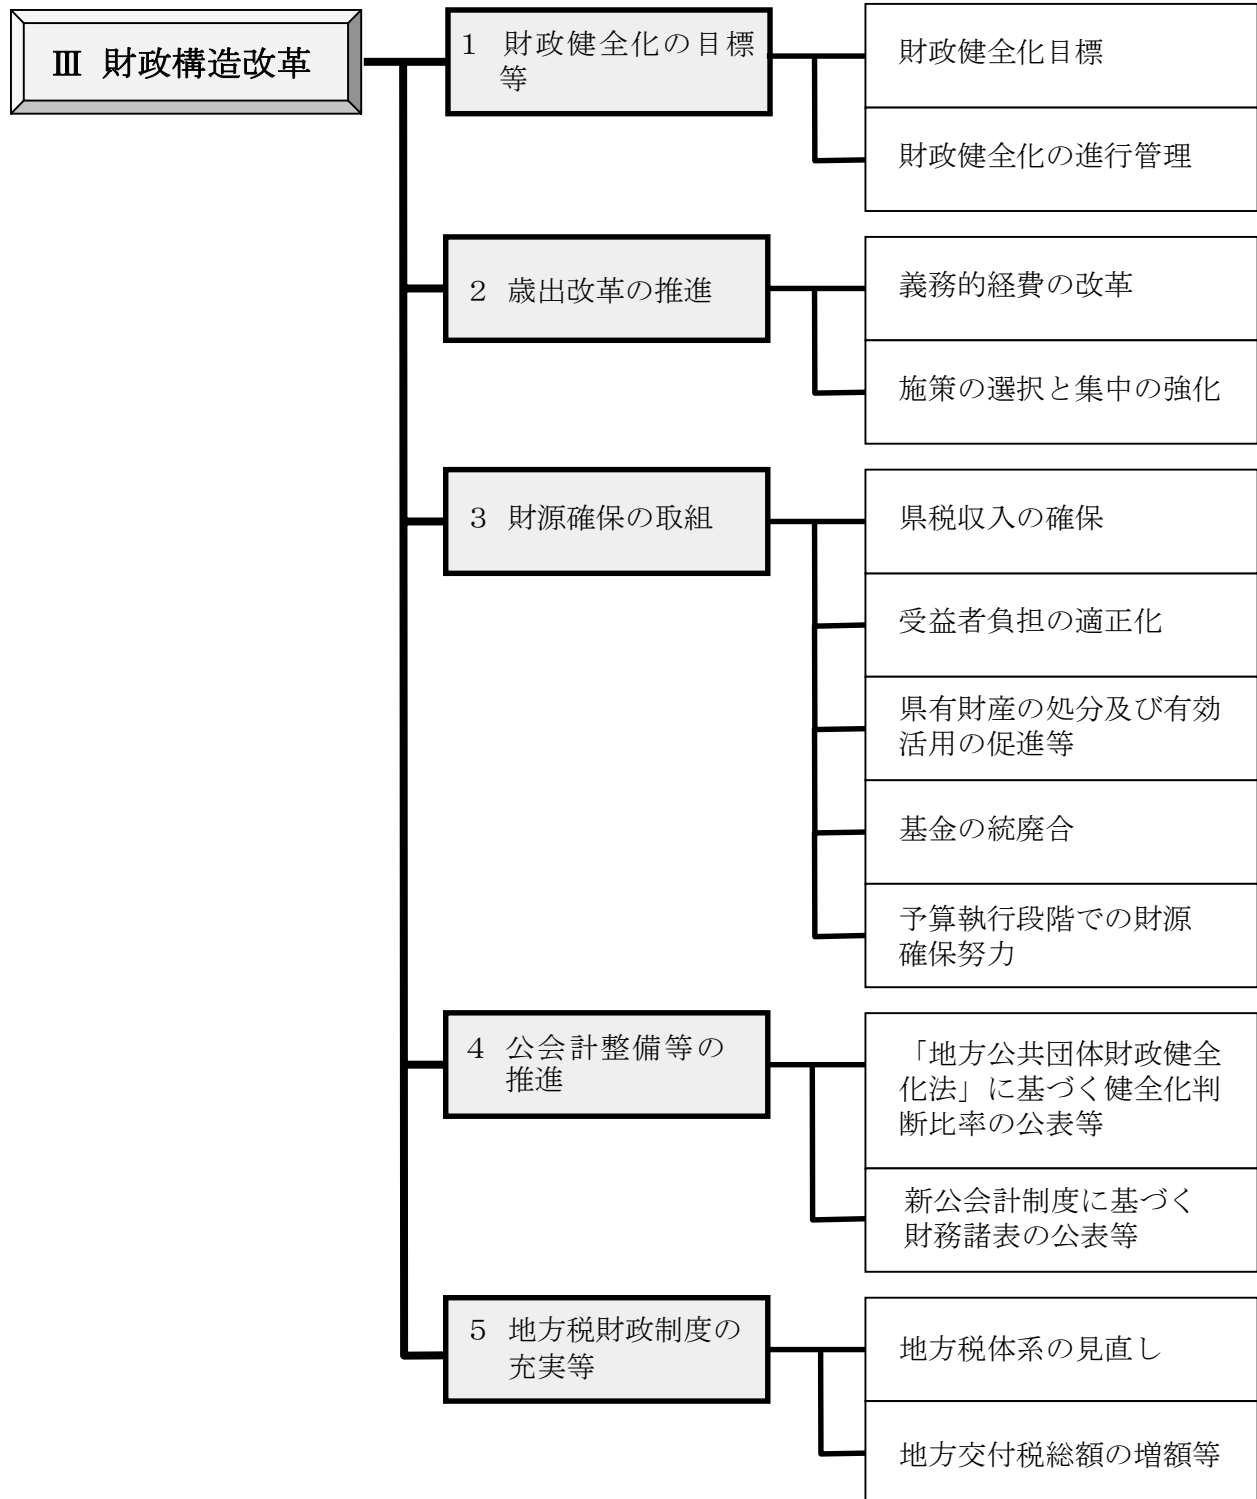 Ⅲ 財政構造改革
1 財政健全化の目標
等
財政健全化目標
財政健全化の進行管理
2 歳出改革の推進
義務的経費の改革
施策の選択と集中の強化
3 財源確保の取組
県税収入の確保
受益者負担の適正化
県有財産の処分及び有効
活用の促進等
基金の統廃合
予算執行段階での財源
確保努力
4 公会計整備等の
推進
「地方公共団体財政健全
化法」に基づく健全化判
断比率の公表等
新公会計制度に基づく
財務諸表の公表等
5 地方税財政制度の
充実等
地方税体系の見直し
地方交付税総額の増額等